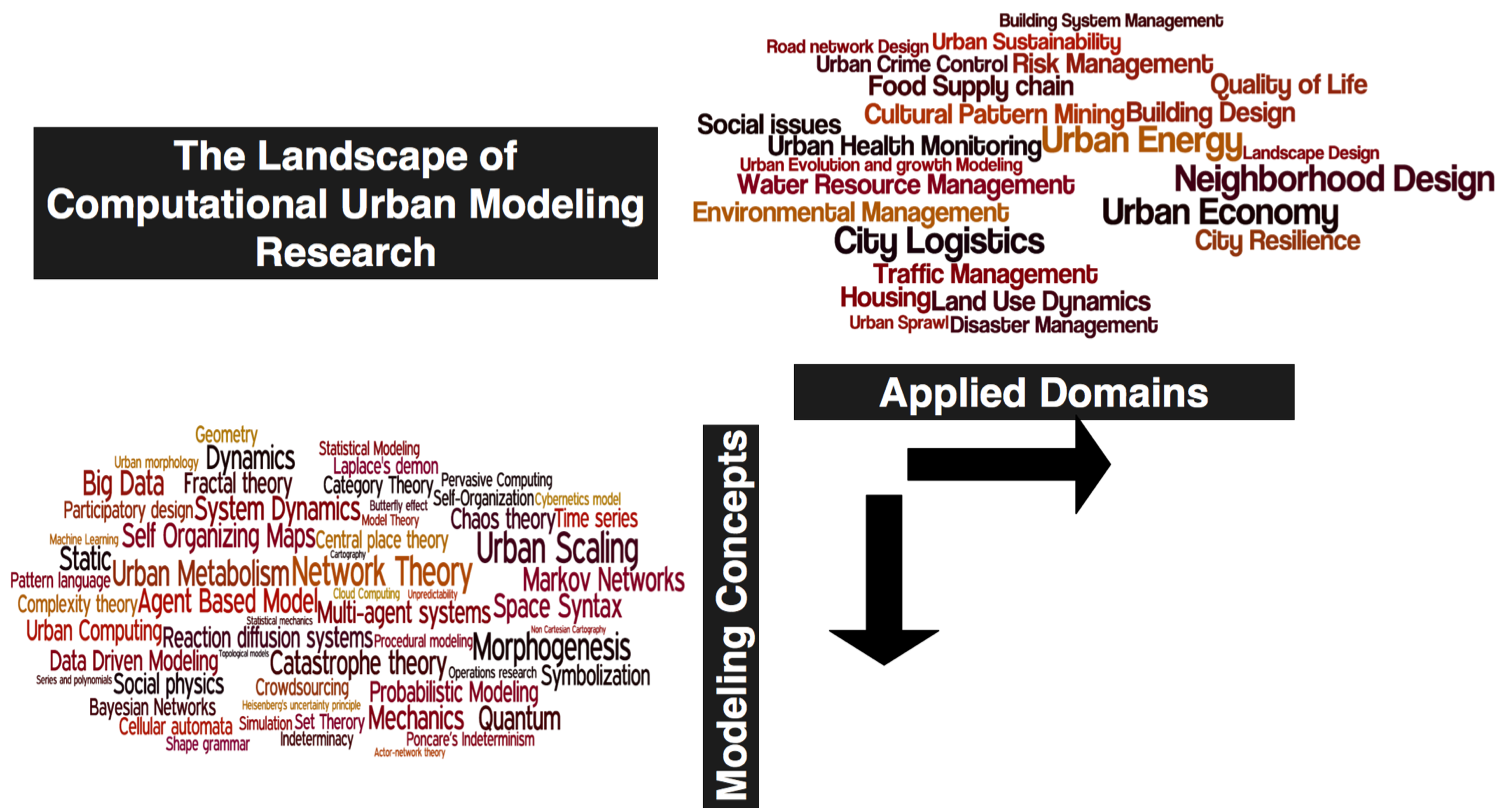 The Landscape of
Computational Urban Modeling
Research
Building System Management
Road network Design Urban Sustainability
Urban Crime Control Risk Management
Food Supply chain Quality of Life
Cultural Pattern Mining Building Design
Social issues
Urban Health Monitoring Urban Energy Landscape Design
Urban Evolution and growth Modeling
Water Resource Management Neighborhood Design
Environmental Management Urban Economy
City Logistics City Resilience
Traffic Management
Housing Land Use Dynamics
Urban Sprawl Disaster Management
Applied Domains
Modeling Concepts
Geometry
Urban morphology Dynamics Statistical Modeling
Laplace's demon
Big Data Fractal theory Category Theory Pervasive Computing
Participatory design System Dynamics Butterfly effect Self-Organization Cybernetics model
Model Theory Chaos theory Time series
Machine Learning Self Organizing Maps Central place theory Urban Scaling
Static Cartography
Pattern language Urban Metabolism Network Theory Markov Networks
Complexity theory Agent Based Model Cloud Computing Unpredictability
Multi-agent systems Space Syntax
Statistical mechanics
Urban Computing Reaction diffusion systems Procedural modeling Non Cartesian Cartography
Morphogenesis
Data Driven Modeling Topological models Catastrophe theory Operations research Symbolization
Series and polynomials Social physics Crowdsourcing Probabilistic Modeling
Bayesian Networks Heisenberg's uncertainty principle
Cellular automata Simulation Set Therory Mechanics Quantum
Shape grammar Indeterminacy Poncare's Indeterminism
Actor-network theory